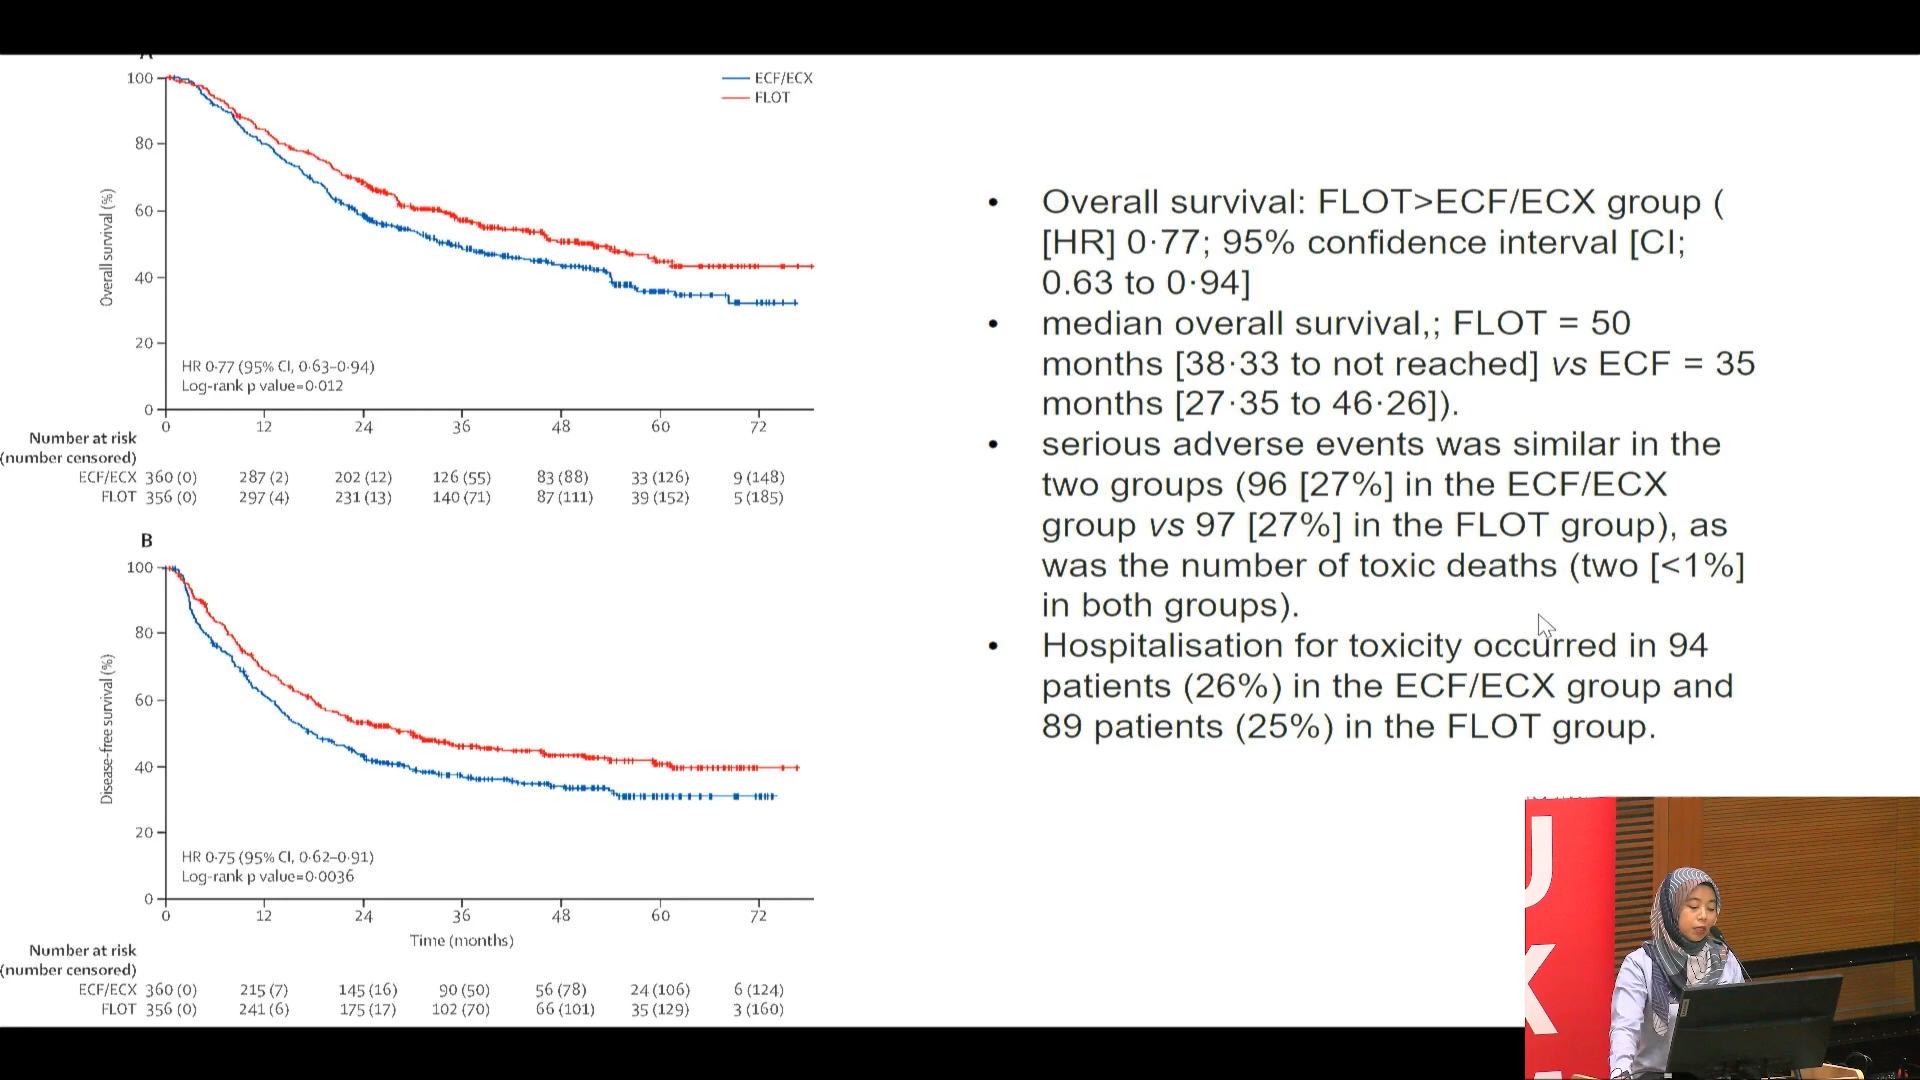 A
100
80
60
40
20
0
Overall survival (%)
ECF/ECX
FLOT
HR 0·77 (95% CI, 0·63–0·94)
Log-rank p value=0·012
0 12 24 36 48 60 72
Number at risk
(number censored)
ECF/ECX 360 (0) 287 (2) 202 (12) 126 (55) 83 (88) 33 (126) 9 (148)
FLOT 356 (0) 297 (4) 231 (13) 140 (71) 87 (111) 39 (152) 5 (185)
B
100
80
60
40
20
0
Disease-free survival (%)
HR 0·75 (95% CI, 0·62–0·91)
Log-rank p value=0·0036
0 12 24 36 48 60 72
Time (months)
Number at risk
(number censored)
ECF/ECX 360 (0) 215 (7) 145 (16) 90 (50) 56 (78) 24 (106) 6 (124)
FLOT 356 (0) 241 (6) 175 (17) 102 (70) 66 (101) 35 (129) 3 (160)
• Overall survival: FLOT>ECF/ECX group (
[HR] 0·77; 95% confidence interval [CI;
0.63 to 0·94]
• median overall survival,; FLOT = 50
months [38·33 to not reached] vs ECF = 35
months [27·35 to 46·26]).
• serious adverse events was similar in the
two groups (96 [27%] in the ECF/ECX
group vs 97 [27%] in the FLOT group), as
was the number of toxic deaths (two [<1%]
in both groups).
• Hospitalisation for toxicity occurred in 94
patients (26%) in the ECF/ECX group and
89 patients (25%) in the FLOT group.